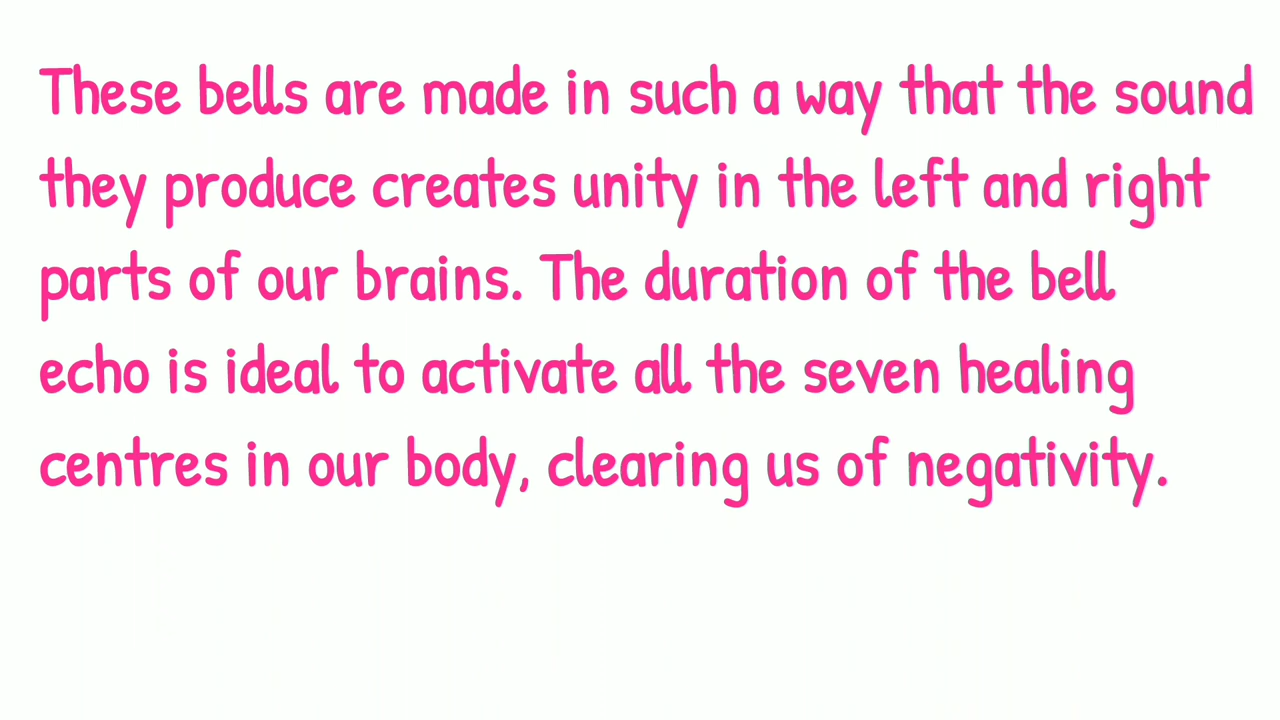 These bells are made in such a way that the sound
they produce creates unity in the left and right
parts of our brains. The duration of the bell
echo is ideal to activate all the seven healing
centres in our body, clearing us of negativity.